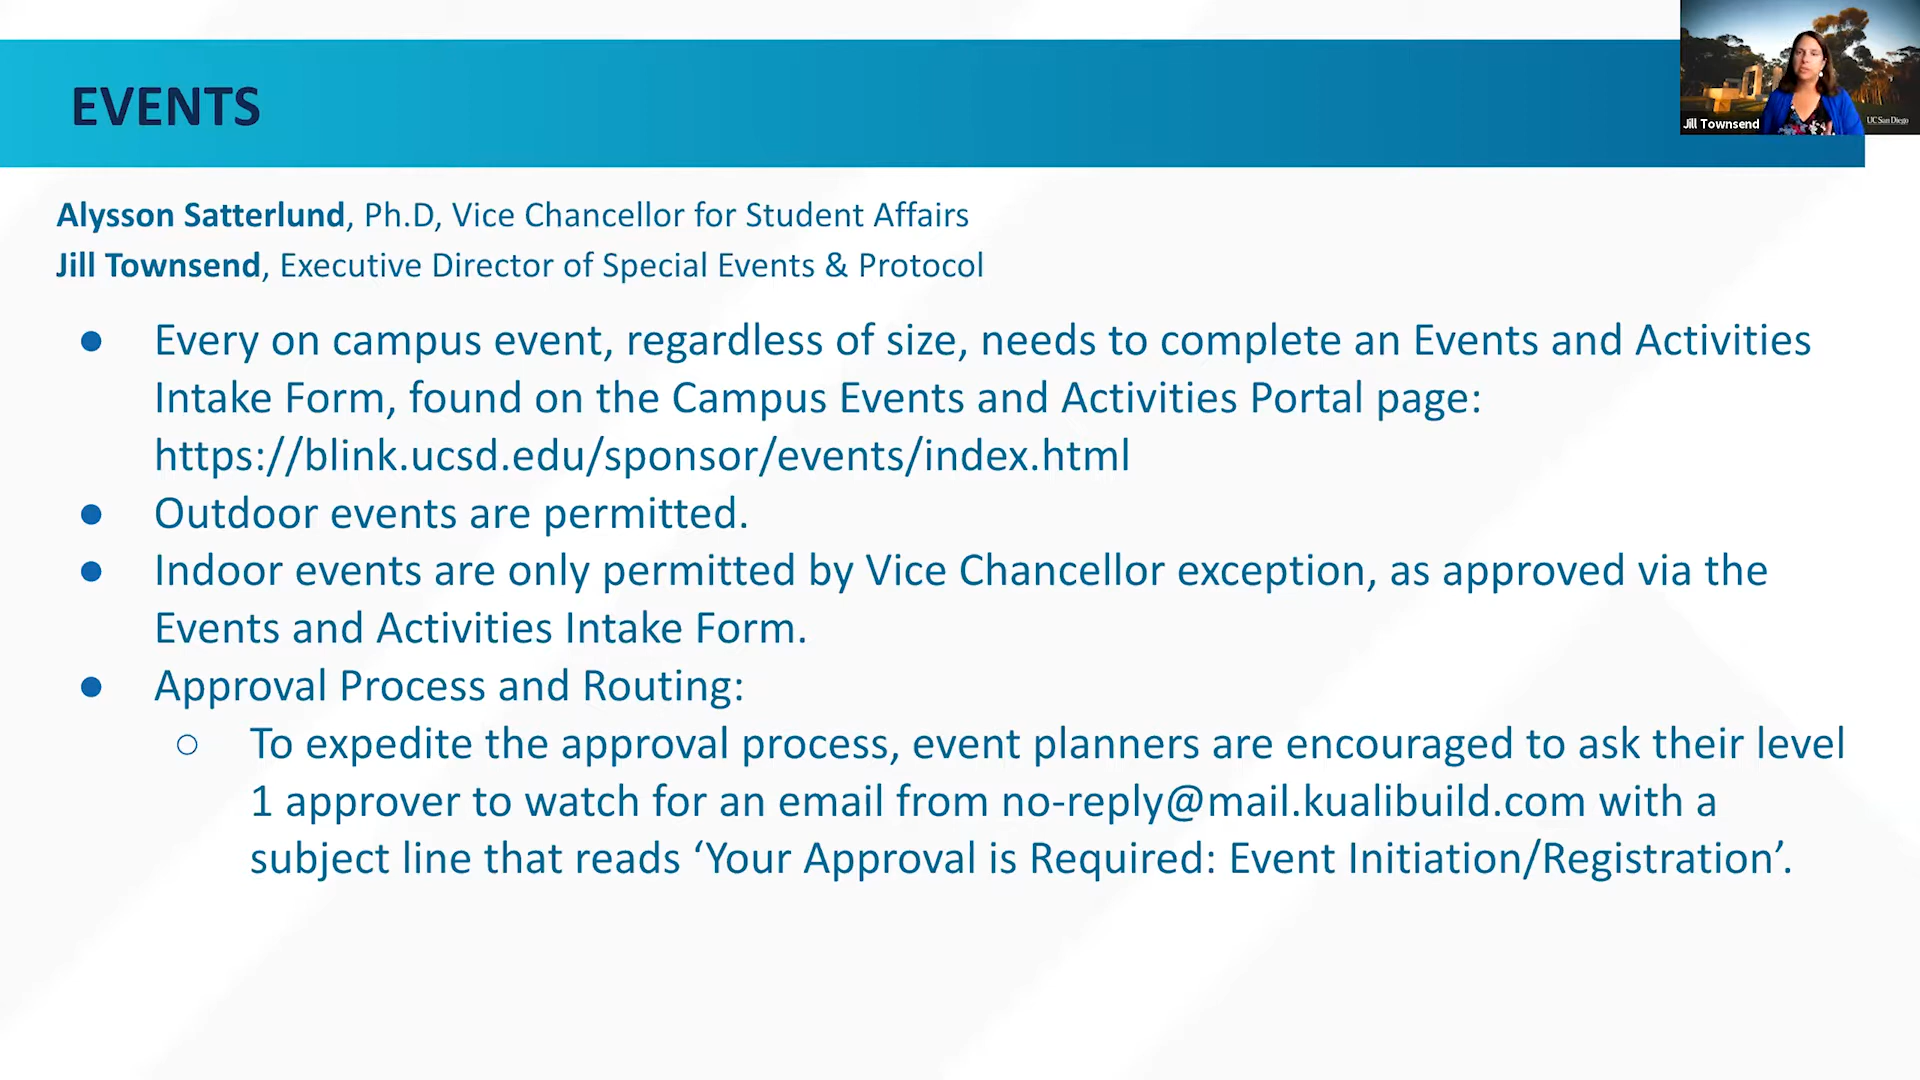 EVENTS
Jill Townsend
UC San Diego
Alysson Satterlund, Ph.D, Vice Chancellor for Student Affairs
Jill Townsend, Executive Director of Special Events & Protocol
● Every on campus event, regardless of size, needs to complete an Events and Activities
Intake Form, found on the Campus Events and Activities Portal page:
https://blink.ucsd.edu/sponsor/events/index.html
● Outdoor events are permitted.
● Indoor events are only permitted by Vice Chancellor exception, as approved via the
Events and Activities Intake Form.
● Approval Process and Routing:
○ To expedite the approval process, event planners are encouraged to ask their level
1 approver to watch for an email from no-reply@mail.kualibuild.com with a
subject line that reads ‘Your Approval is Required: Event Initiation/Registration’.